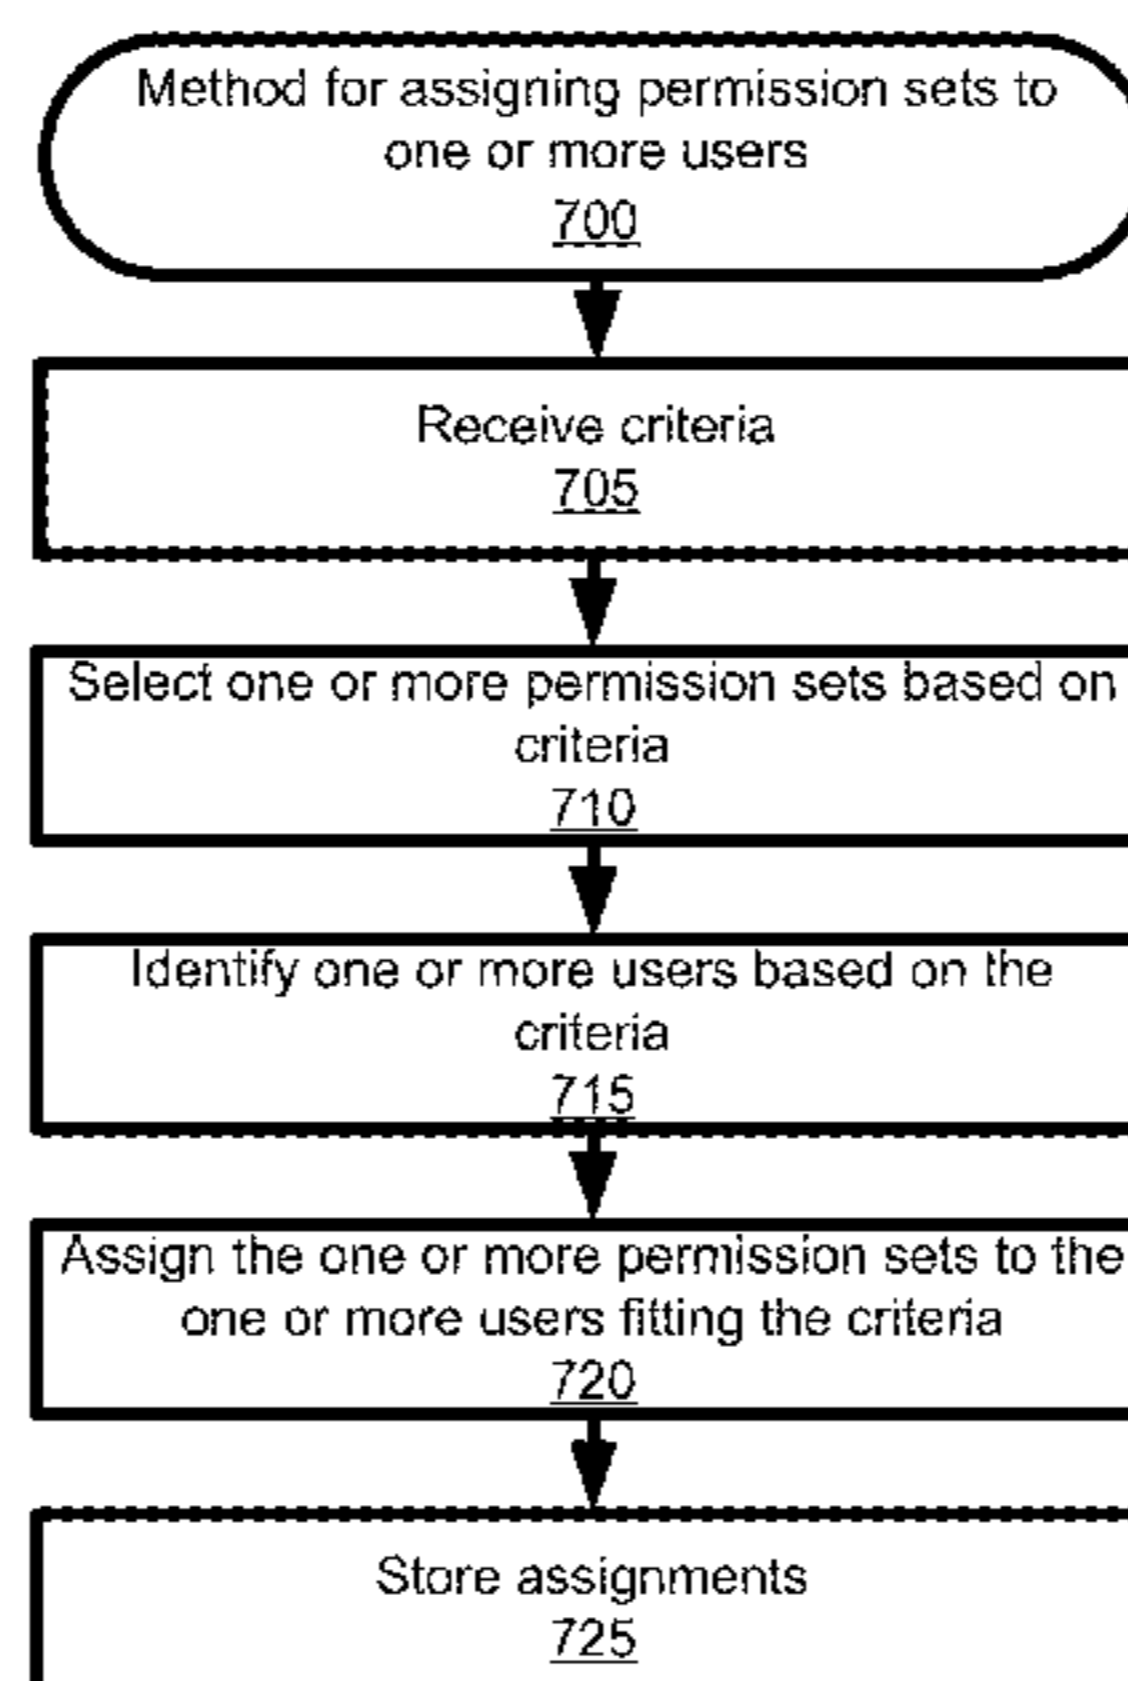 Method for assigning permission sets to
one or more users
700
Receive criteria
705
Select one or more permission sets based on
criteria
710
Identify one or more users based on the
criteria
715
Assign the one or more permission sets to the
one or more users fitting the criteria
720
Store assignments
725